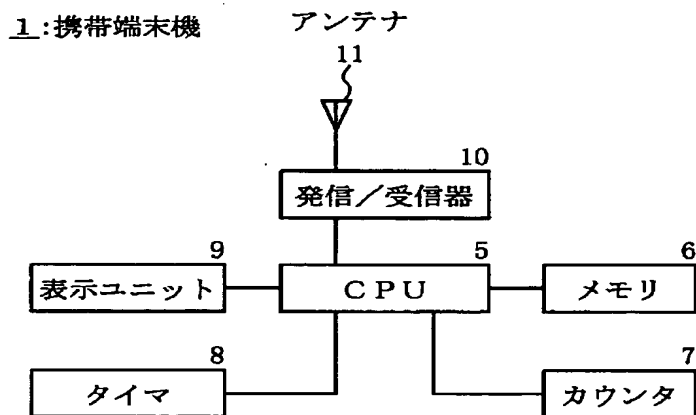 1:携帯端末機
アンテナ
11
10
発信／受信器
9
表示ユニット
5
CPU
6
メモリ
8
タイマ
7
カウンタ